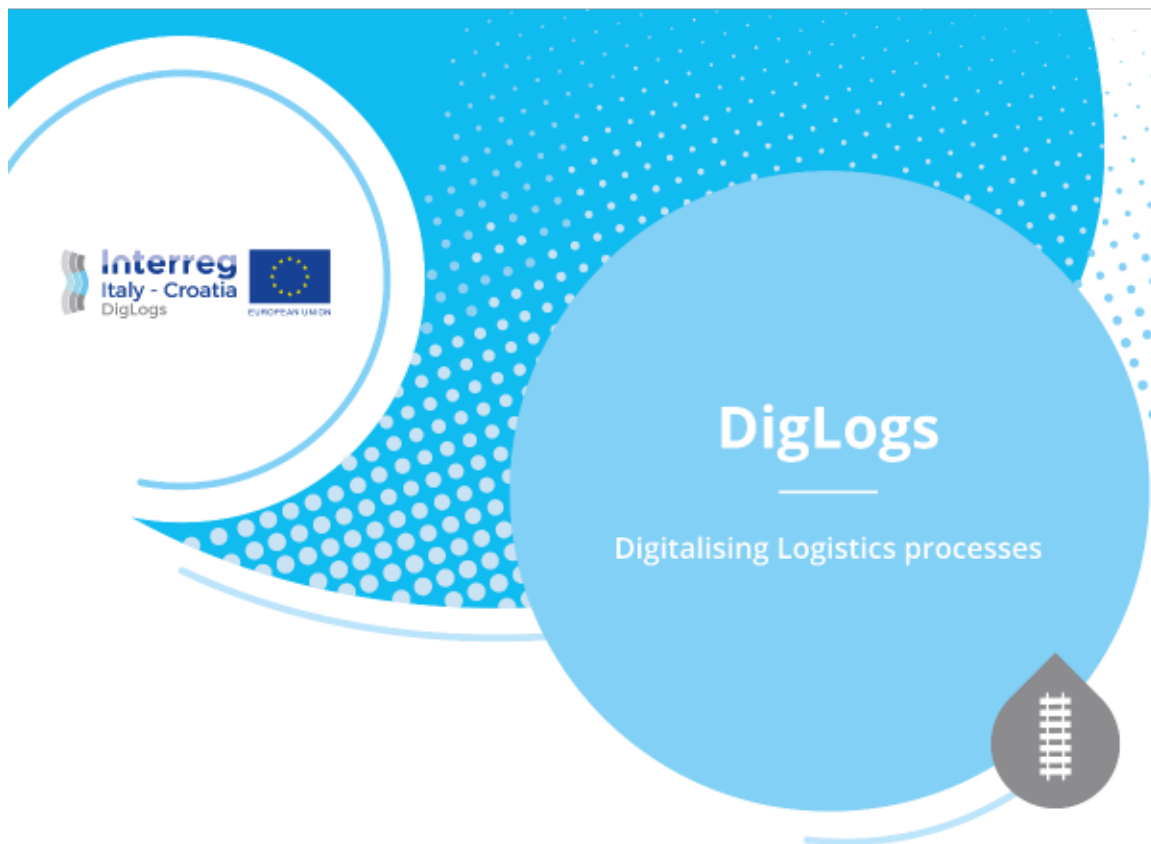 Interreg
Italy - Croatia
DigLogs
EUROPEAN UNION
DigLogs
Digitalising Logistics processes